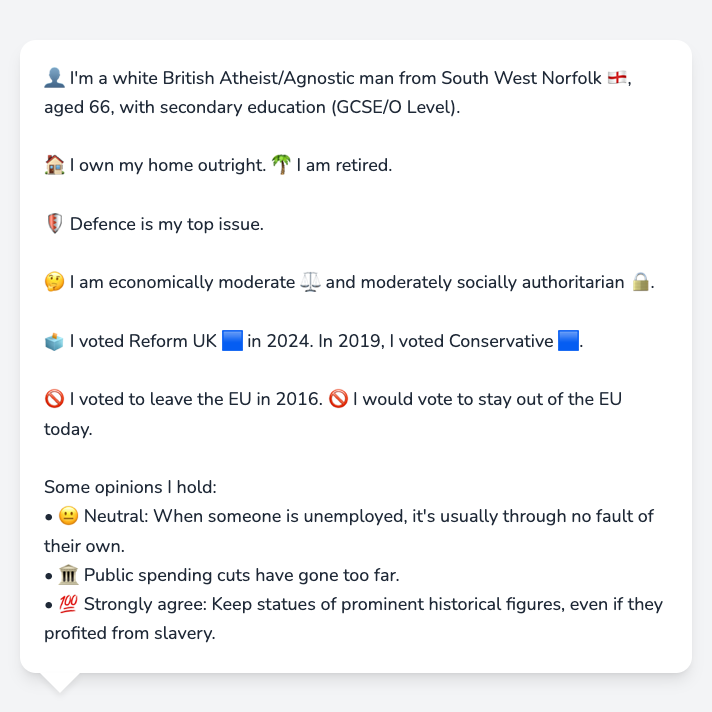 👤 I'm a white British Atheist/Agnostic man from South West Norfolk 🏴󠁧󠁢󠁥󠁮󠁧󠁿,
aged 66, with secondary education (GCSE/O Level).
🏠 I own my home outright. 🌴 I am retired.
🛡️ Defence is my top issue.
🤔 I am economically moderate ⚖️ and moderately socially authoritarian 🔒.
🗳️ I voted Reform UK 🟦 in 2024. In 2019, I voted Conservative 🟦.
🚫 I voted to leave the EU in 2016. 🚫 I would vote to stay out of the EU
today.
Some opinions I hold:
• 😐 Neutral: When someone is unemployed, it's usually through no fault of
their own.
• 🏛️ Public spending cuts have gone too far.
• 💯 Strongly agree: Keep statues of prominent historical figures, even if they
profited from slavery.